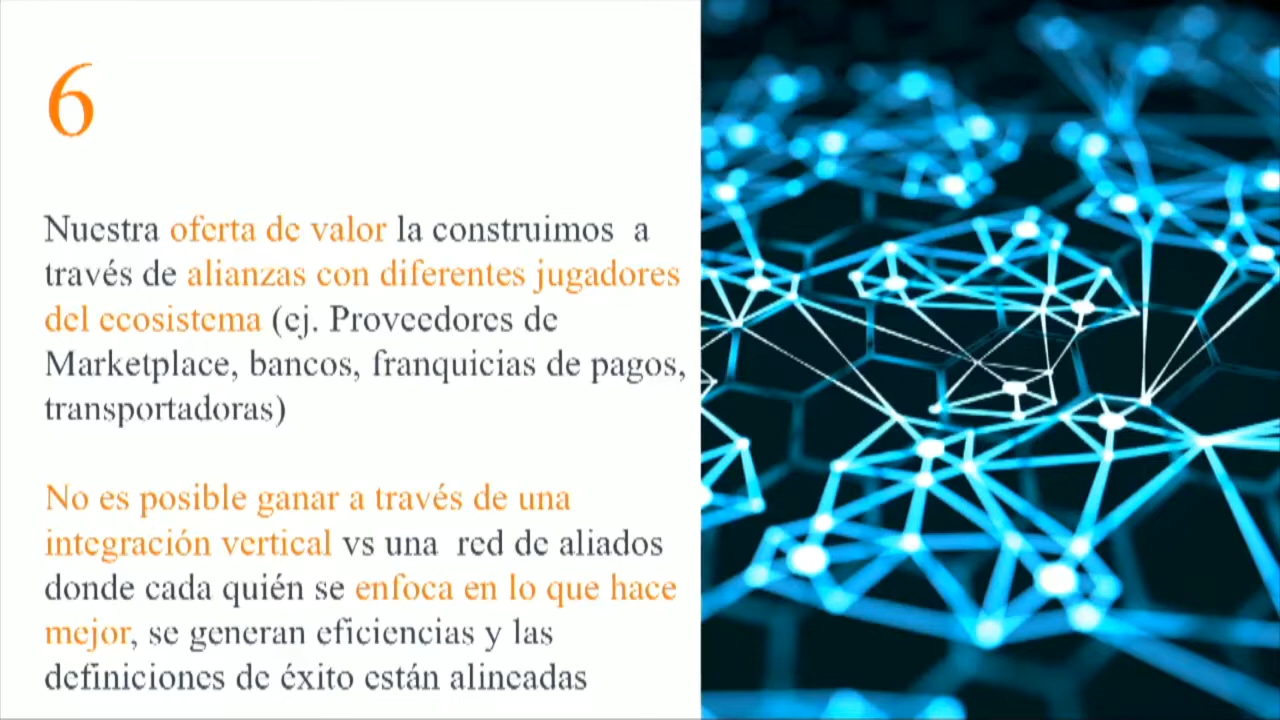 6
Nuestra oferta de valor la construimos a
través de alianzas con diferentes jugadores
del ecosistema (ej. Proveedores de
Marketplace, bancos, franquicias de pagos,
transportadoras)
No es posible ganar a través de una
integración vertical vs una red de aliados
donde cada quién se enfoca en lo que hace
mejor, se generan eficiencias y las
definiciones de éxito están alineadas